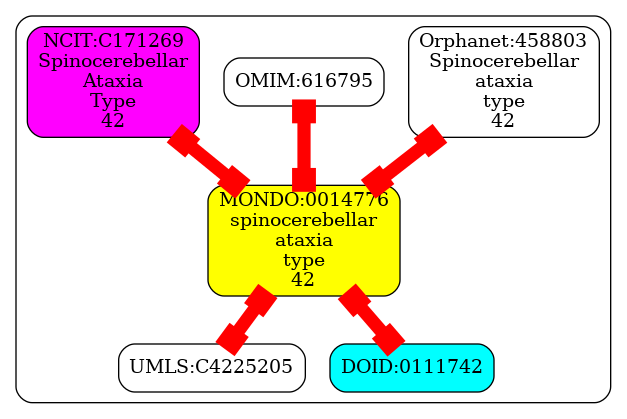 NCIT:C171269
Spinocerebellar
Ataxia
Type
42
OMIM:616795
Orphanet:458803
Spinocerebellar
ataxia
type
42
MONDO:0014776
spinocerebellar
ataxia
type
42
UMLS:C4225205
DOID:0111742